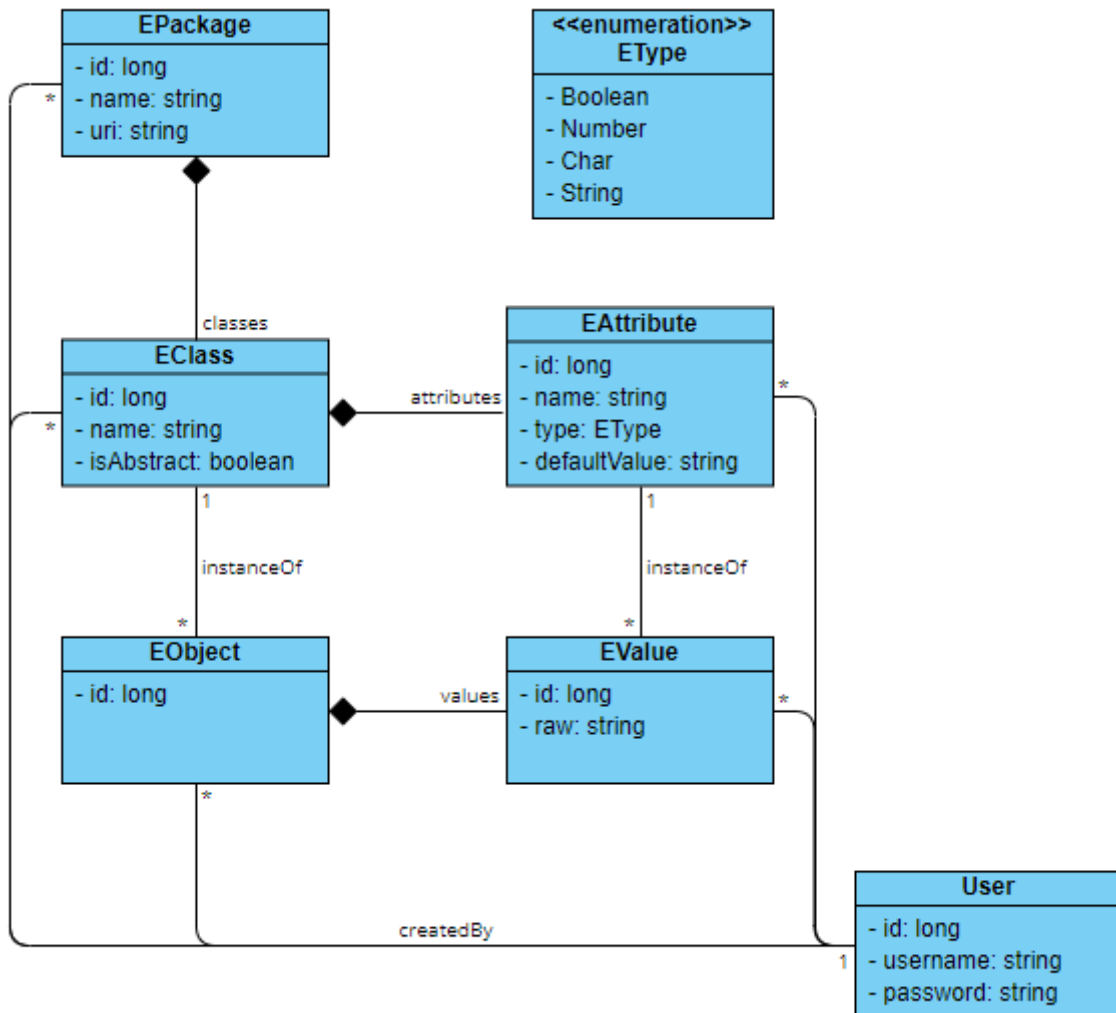 EPackage
- id: long
- name: string
- uri: string
*
<<enumeration>>
EType
- Boolean
- Number
- Char
- String
classes
EClass
- id: long
- name: string
- isAbstract: boolean
*
1
attributes
EAttribute
- id: long
- name: string
- type: EType
- defaultValue: string
*
1
instanceOf
*
instanceOf
*
EObject
- id: long
*
values
EValue
- id: long
- raw: string
*
createdBy
1
User
- id: long
- username: string
- password: string